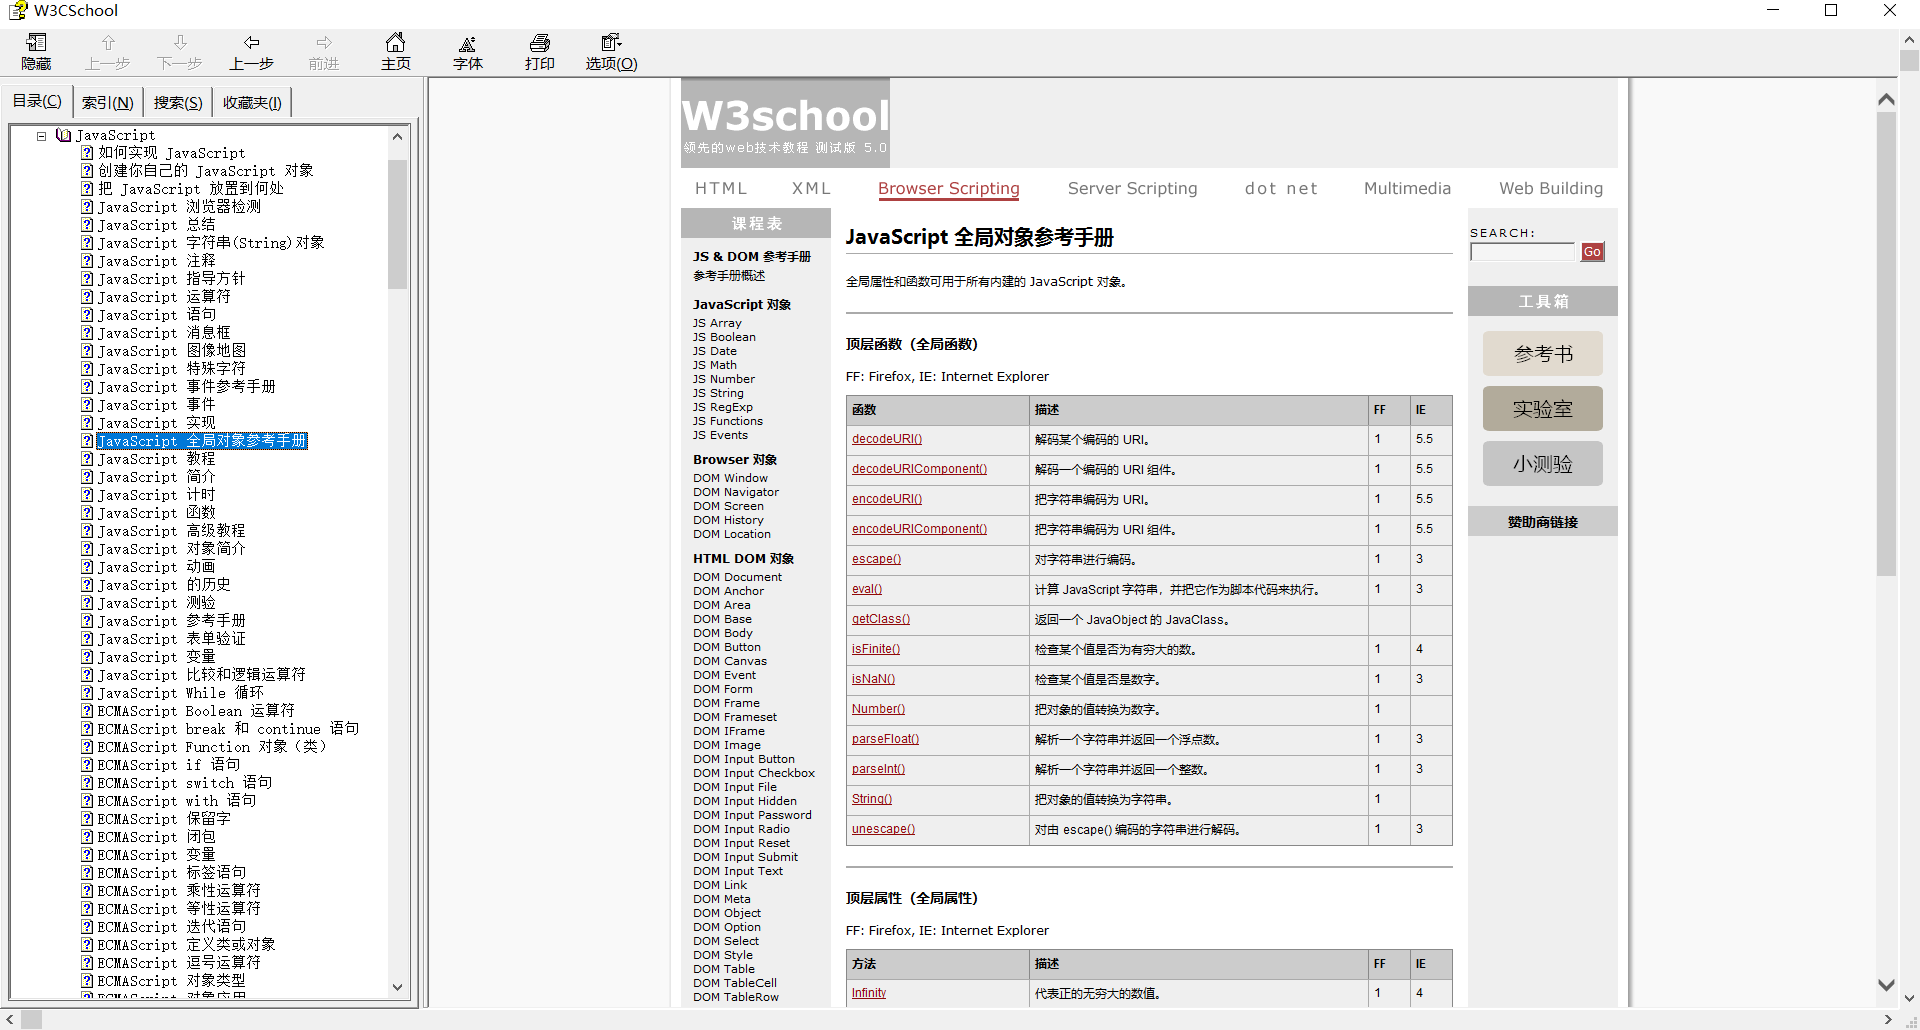 W3CSchool
隐藏 上一步 下一步 上一步 前进 主页 字体 打印 选项(O)
目录(C) 索引(N) 搜索(S) 收藏夹(I)
JavaScript
如何实现 JavaScript
创建你自己的 JavaScript 对象
把 JavaScript 放置到何处
JavaScript 浏览器检测
JavaScript 总结
JavaScript 字符串(String)对象
JavaScript 注释
JavaScript 指导方针
JavaScript 运算符
JavaScript 语句
JavaScript 消息框
JavaScript 图像地图
JavaScript 特殊字符
JavaScript 事件参考手册
JavaScript 事件
JavaScript 实现
JavaScript 全局对象参考手册
JavaScript 教程
JavaScript 简介
JavaScript 计时
JavaScript 函数
JavaScript 高级教程
JavaScript 对象简介
JavaScript 动画
JavaScript 的历史
JavaScript 测验
JavaScript 参考手册
JavaScript 表单验证
JavaScript 变量
JavaScript 比较和逻辑运算符
JavaScript While 循环
ECMAScript Boolean 运算符
ECMAScript break 和 continue 语句
ECMAScript Function 对象（类）
ECMAScript if 语句
ECMAScript switch 语句
ECMAScript with 语句
ECMAScript 保留字
ECMAScript 闭包
ECMAScript 变量
ECMAScript 标签语句
ECMAScript 乘性运算符
ECMAScript 等性运算符
ECMAScript 迭代语句
ECMAScript 定义类或对象
ECMAScript 逗号运算符
ECMAScript 对象类型
ECMAScript 对象应用
W3school
领先的web技术教程 测试版 5.0
HTML XML Browser Scripting Server Scripting dot net Multimedia Web Building
课程表
JS & DOM 参考手册
参考手册概述
JavaScript 对象
JS Array
JS Boolean
JS Date
JS Math
JS Number
JS String
JS RegExp
JS Functions
JS Events
Browser 对象
DOM Window
DOM Navigator
DOM Screen
DOM History
DOM Location
HTML DOM 对象
DOM Document
DOM Anchor
DOM Area
DOM Base
DOM Body
DOM Button
DOM Canvas
DOM Event
DOM Form
DOM Frame
DOM Frameset
DOM IFrame
DOM Image
DOM Input Button
DOM Input Checkbox
DOM Input File
DOM Input Hidden
DOM Input Password
DOM Input Radio
DOM Input Reset
DOM Input Submit
DOM Input Text
DOM Link
DOM Meta
DOM Object
DOM Option
DOM Select
DOM Style
DOM Table
DOM TableCell
DOM TableRow
JavaScript 全局对象参考手册
全局属性和函数可用于所有内建的 JavaScript 对象。
顶层函数（全局函数）
FF: Firefox, IE: Internet Explorer
函数 描述 FF IE
decodeURI() 解码某个编码的 URI。 1 5.5
decodeURIComponent() 解码一个编码的 URI 组件。 1 5.5
encodeURI() 把字符串编码为 URI。 1 5.5
encodeURIComponent() 把字符串编码为 URI 组件。 1 5.5
escape() 对字符串进行编码。 1 3
eval() 计算 JavaScript 字符串，并把它作为脚本代码来执行。 1 3
getClass() 返回一个 JavaObject 的 JavaClass。
isFinite() 检查某个值是否为有穷大的数。 1 4
isNaN() 检查某个值是否是数字。 1 3
Number() 把对象的值转换为数字。 1
parseFloat() 解析一个字符串并返回一个浮点数。 1 3
parseInt() 解析一个字符串并返回一个整数。 1 3
String() 把对象的值转换为字符串。 1
unescape() 对由 escape() 编码的字符串进行解码。 1 3
顶层属性（全局属性）
FF: Firefox, IE: Internet Explorer
方法 描述 FF IE
Infinity 代表正的无穷大的数值。 1 4
SEARCH:
Go
工具箱
参考书
实验室
小测验
赞助商链接